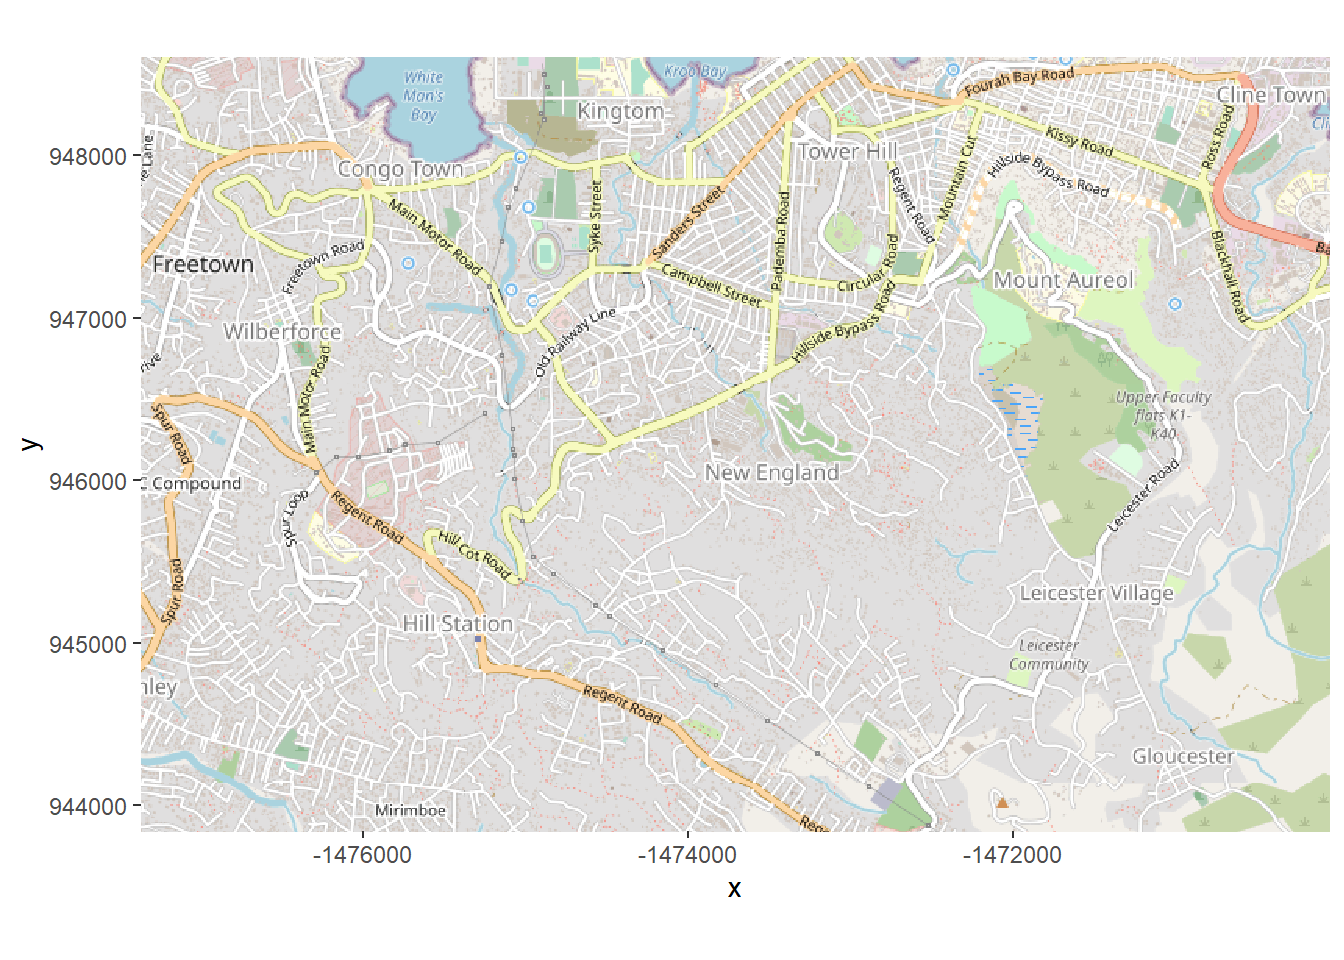 White
Man's
Bay
Kroo Bay
Kingtom
Fourah Bay Road
Cline Town
Kissy Road
Ross Road
Congo Town
Tower Hill
Hillside Bypass Road
Mountain Cut
Regent Road
Syke Street
Sanders Street
Pademba Road
Main Motor Road
Freetown Road
Freetown
Campbell Street
Circular Road
Mount Aureol
Blackhall Road
Wilberforce
Old Railway Line
Hillside Bypass Road
Main Motor Road
Upper Faculty
flats K1-
K40
Spur Road
New England
Compound
Spur Loop
Regent Road
Hill Cot Road
Leicester Road
Spur Road
Leicester Village
Hill Station
Leicester
Community
nley
Regent Road
Gloucester
Mirimboe
Rege
948000
947000
946000
945000
944000
y
-1476000
-1474000
-1472000
x